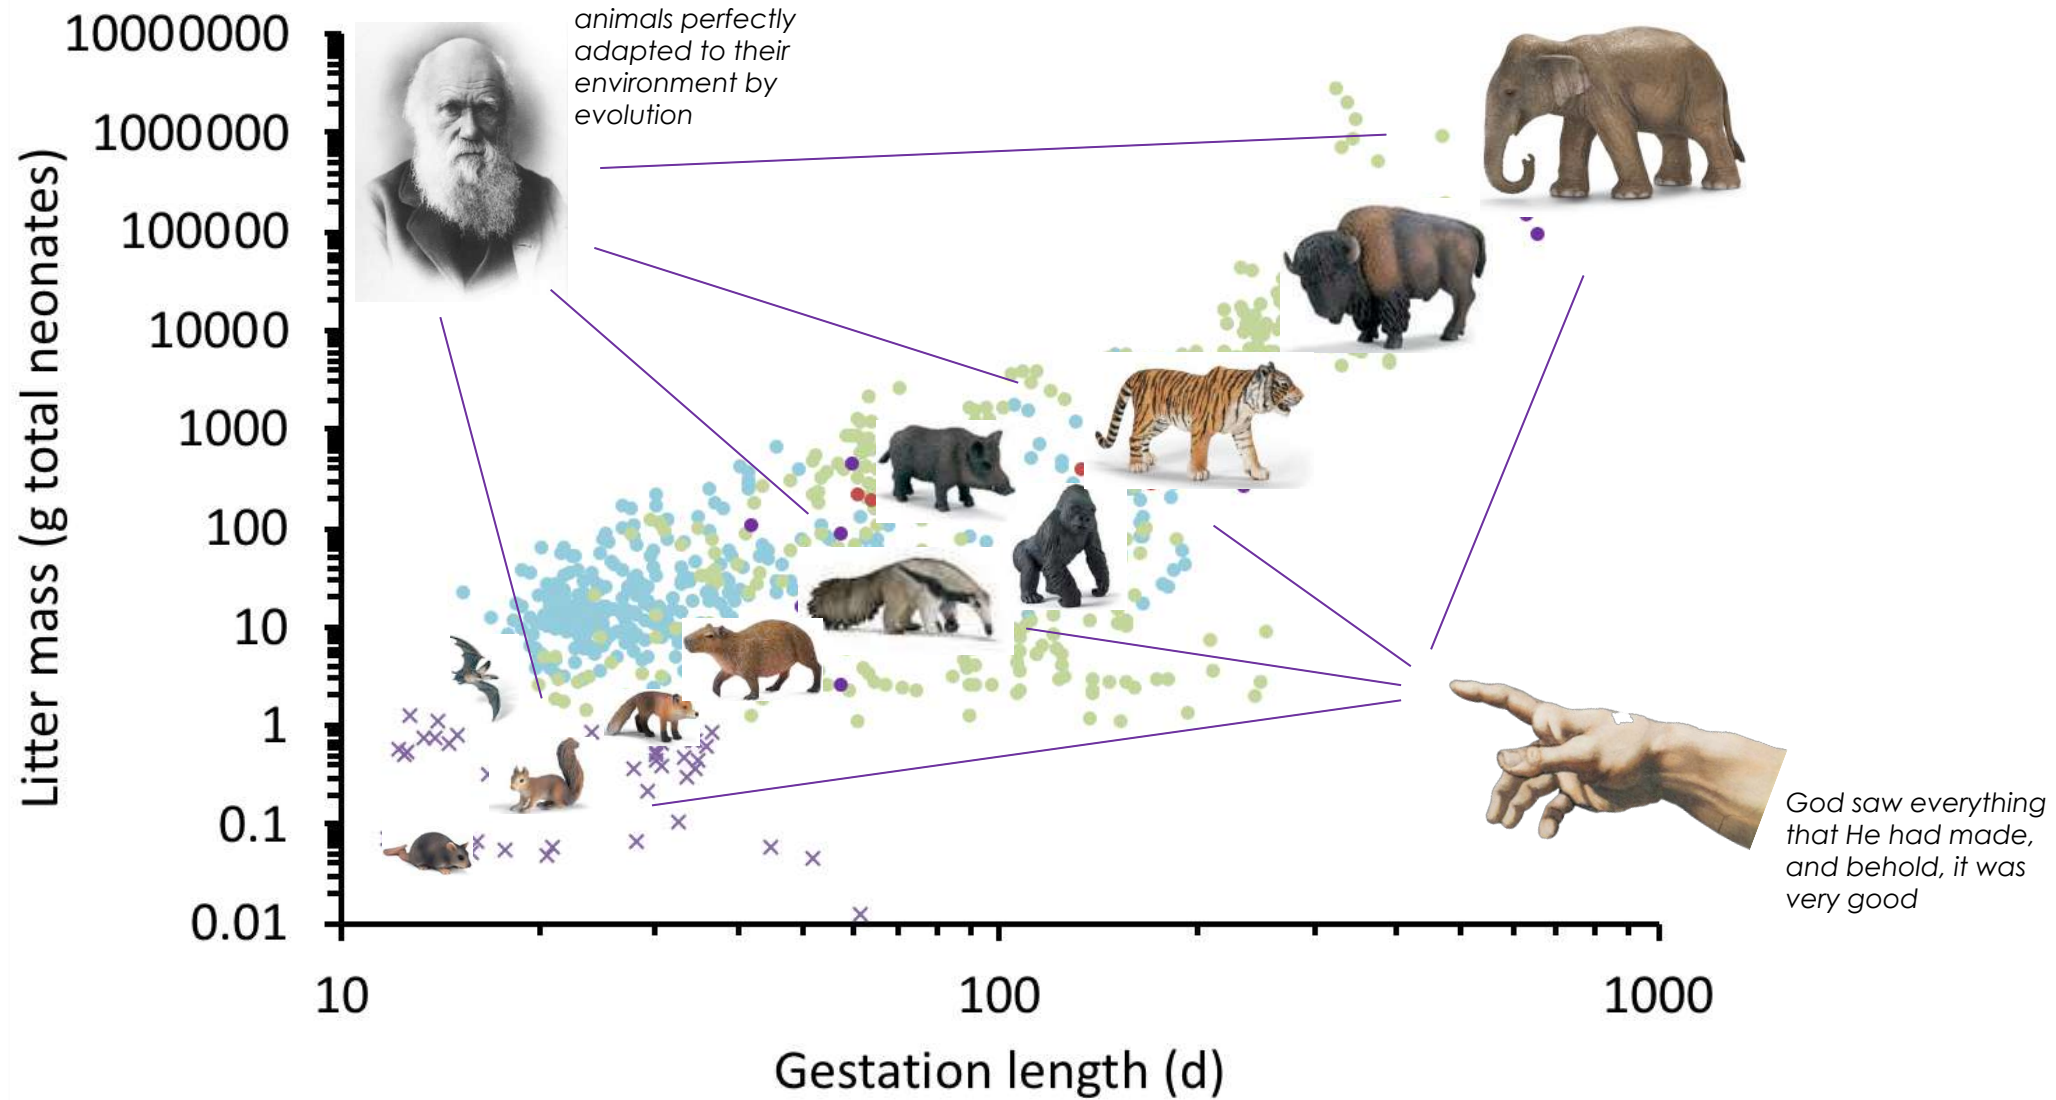 animals perfectly
adapted to their
environment by
evolution
Litter mass (g total neonates)
10000000
1000000
100000
10000
1000
100
10
1
0.1
0.01
10
100
1000
Gestation length (d)
God saw everything
that He had made,
and behold, it was
very good